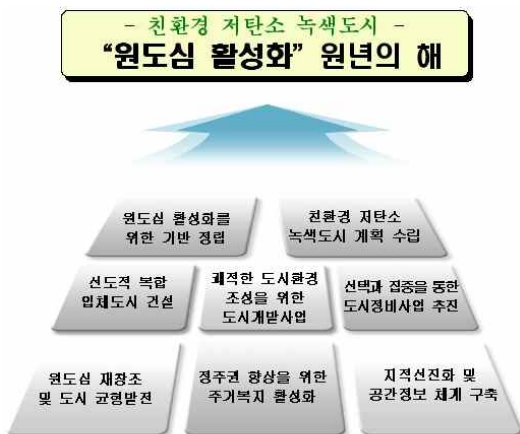 - 친환경 저탄소 녹색도시 -
“원도심 활성화” 원년의 해
원도심 활성화를
위한 기반 정립
친환경 저탄소
녹색도시 계획 수립
선도적 복합
입체도시 건설
쾌적한 도시환경
조성을 위한
도시개발사업
선택과 집중을 통한
도시정비사업 추진
원도심 재창조
및 도시 균형발전
정주권 향상을 위한
주거복지 활성화
지적선진화 및
공간정보 체계 구축